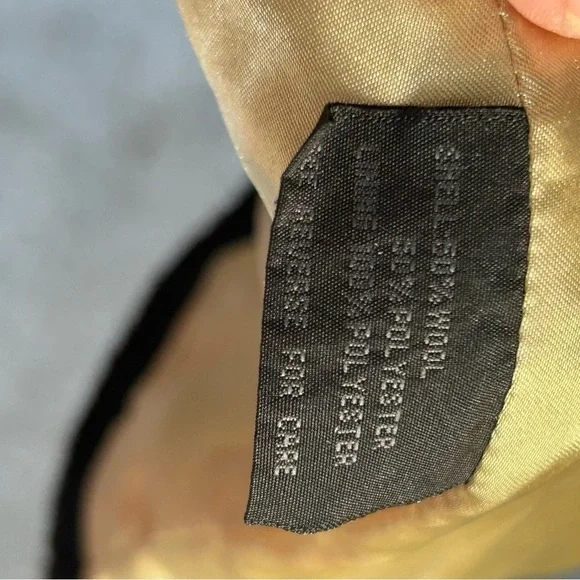 SHELL:50% WOOL
50% POLYESTER
LINING 100% POLYESTER
REVERSE FOR CARE